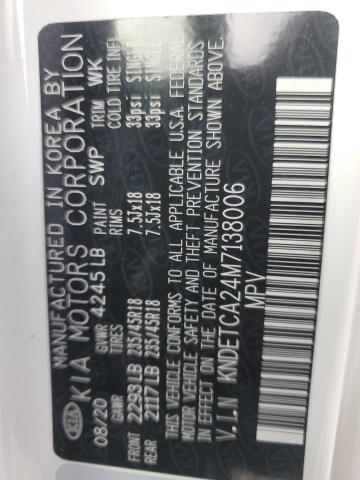 MANUFACTURED IN KOREA BY
KIA KIA MOTORS CORPORATION
08/20 GVWR 4245LB PAINT SWP TRIM WK
GAWR TIRES RIMS COLD TIRE INFL
FRONT 2293LB 235/45R18 7.5Jx18 33psi SINGLE
REAR 2217LB 235/45R18 7.5Jx18 33psi SINGLE
THIS VEHICLE CONFORMS TO ALL APPLICABLE U.S.A. FEDERAL
MOTOR VEHICLE SAFETY AND THEFT PREVENTION STANDARDS
IN EFFECT ON THE DATE OF MANUFACTURE SHOWN ABOVE.
V.I.N KNDETCA24M7138006
MPV